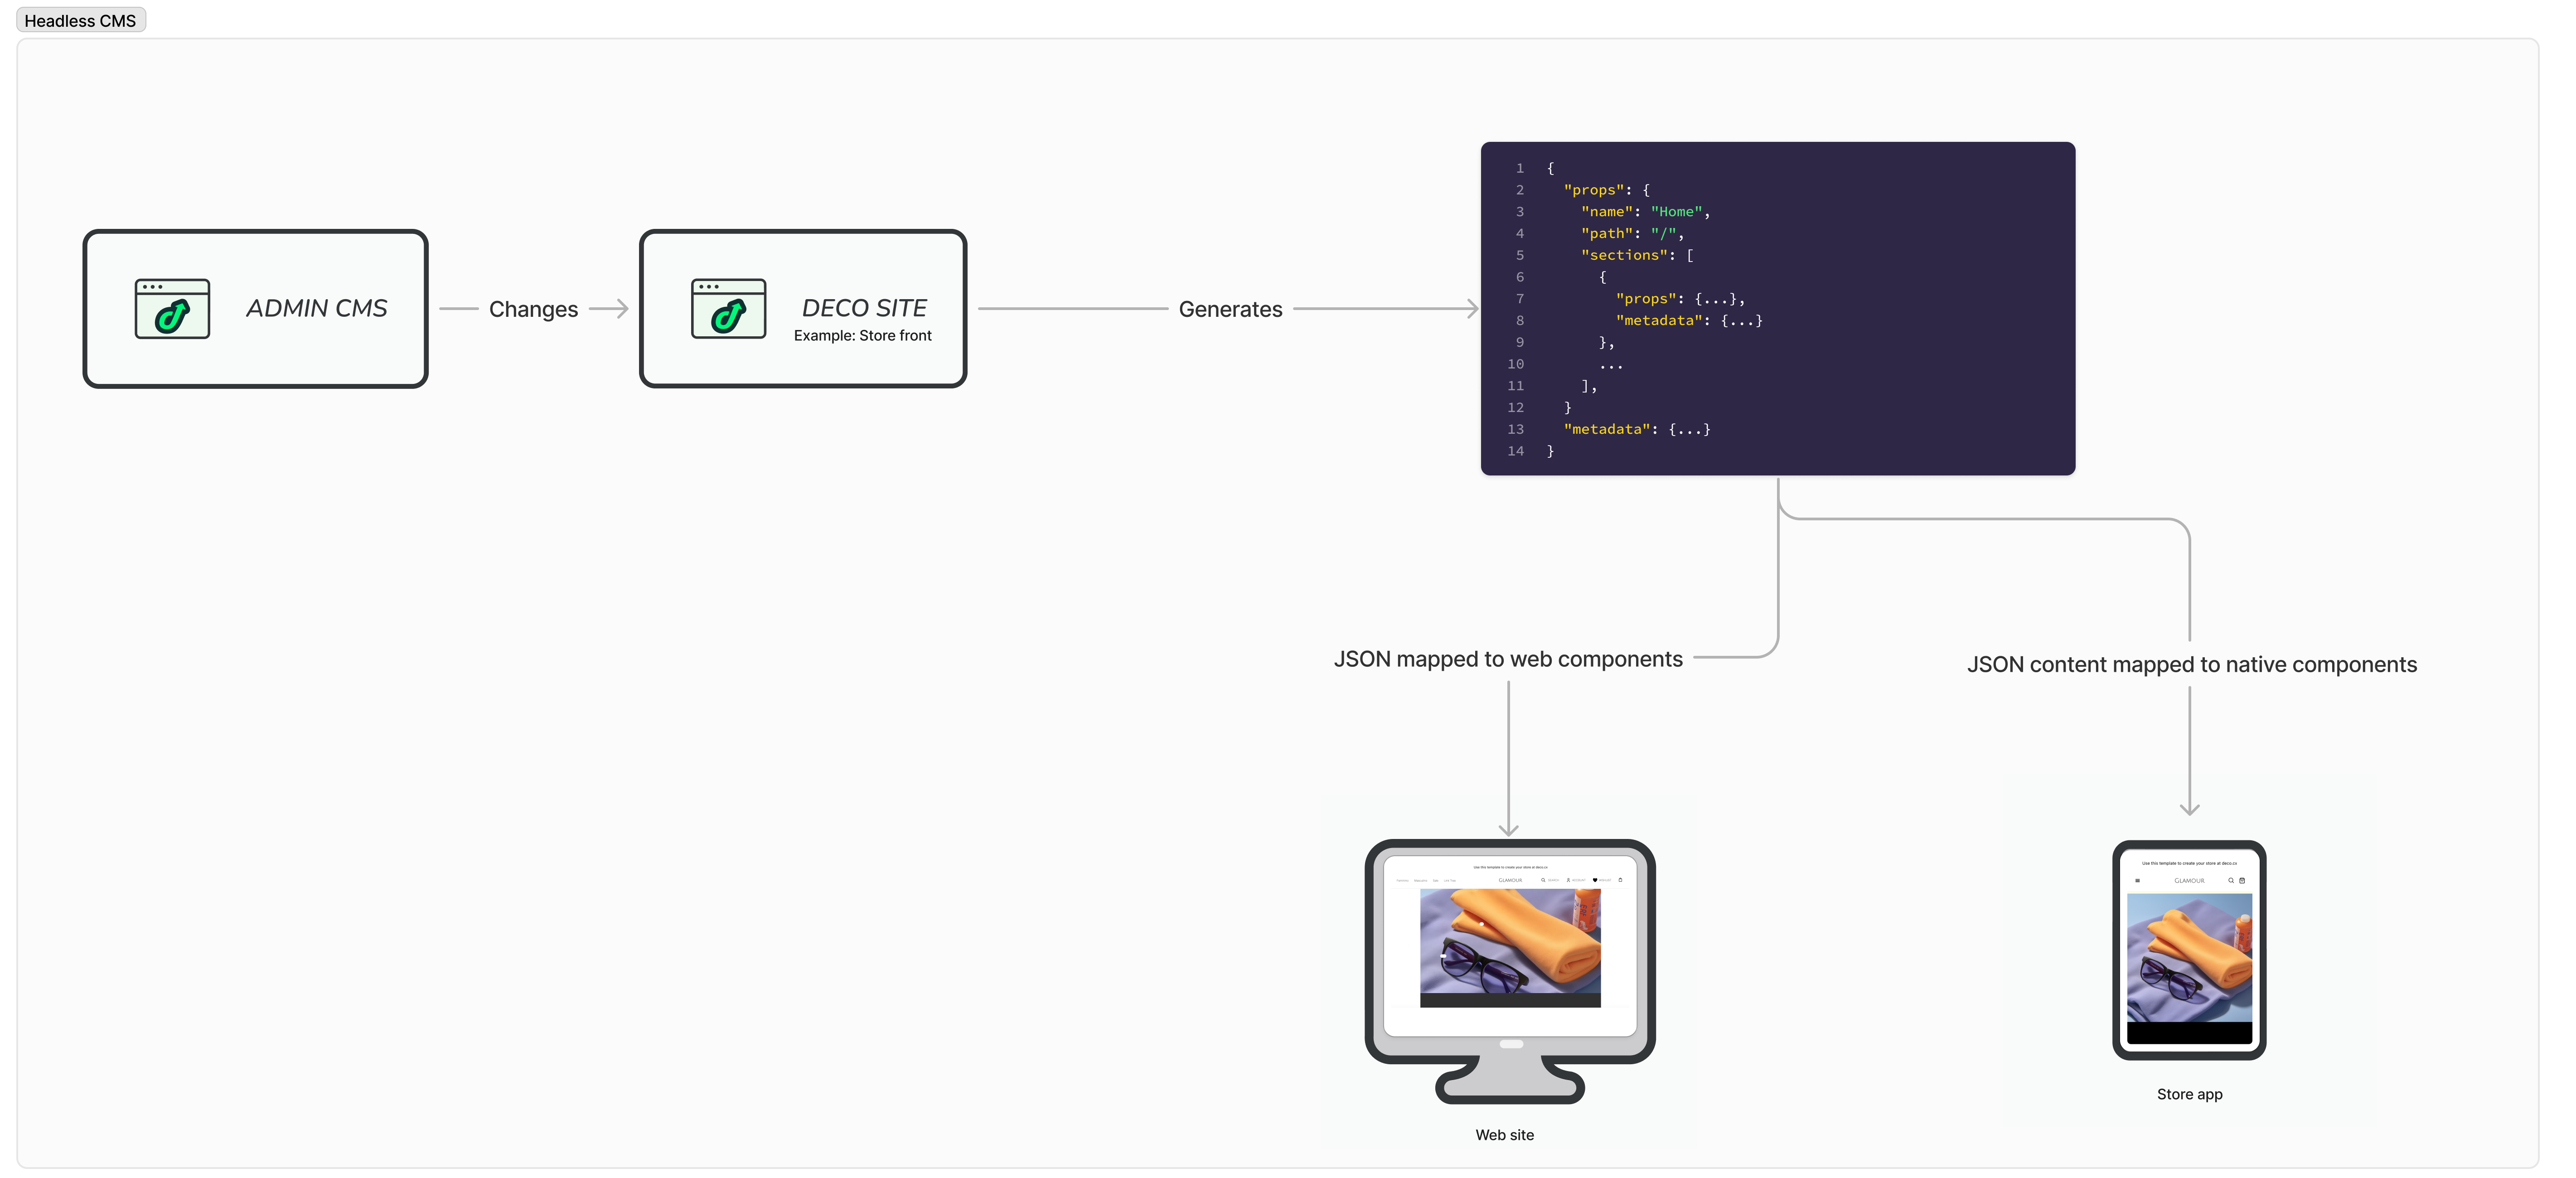 Headless CMS
ADMIN CMS
Changes
DECO SITE
Example: Store front
Generates
1 {
2 "props": {
3 "name": "Home",
4 "path": "/",
5 "sections": [
6 {
7 "props": {...},
8 "metadata": {...}
9 },
10 ...
11 ],
12 }
13 "metadata": {...}
14 }
JSON mapped to web components
JSON content mapped to native components
Use this template to create your store at deco.cx
GLAMOUR
SEARCH
ACCOUNT
Web site
Use this template to create your store at deco.cx
GLAMOUR
Store app